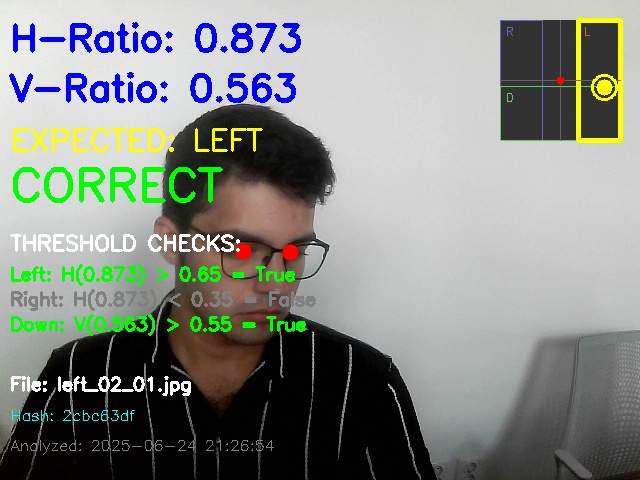 H-Ratio: 0.873
V-Ratio: 0.563
EXPECTED: LEFT
CORRECT
THRESHOLD CHECKS:
Left: H(0.873) > 0.65 = True
Right: H(0.873) < 0.35 = False
Down: V(0.563) > 0.55 = True
File: left_02_01.jpg
Hash: 2cbc63df
Analyzed: 2025-06-24 21:26:54
R L
D